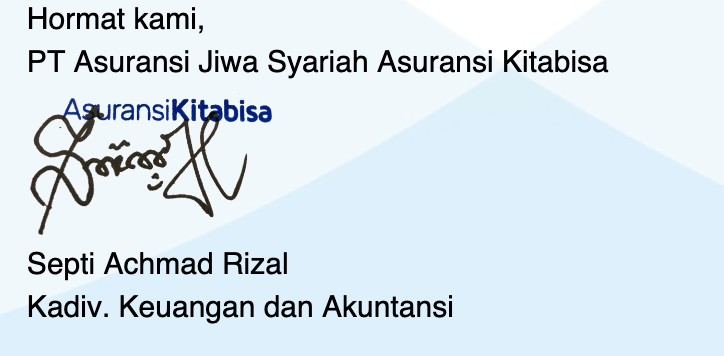 Hormat kami,
PT Asuransi Jiwa Syariah Asuransi Kitabisa
AsuransiKitabisa
Septi Achmad Rizal
Kadiv. Keuangan dan Akuntansi